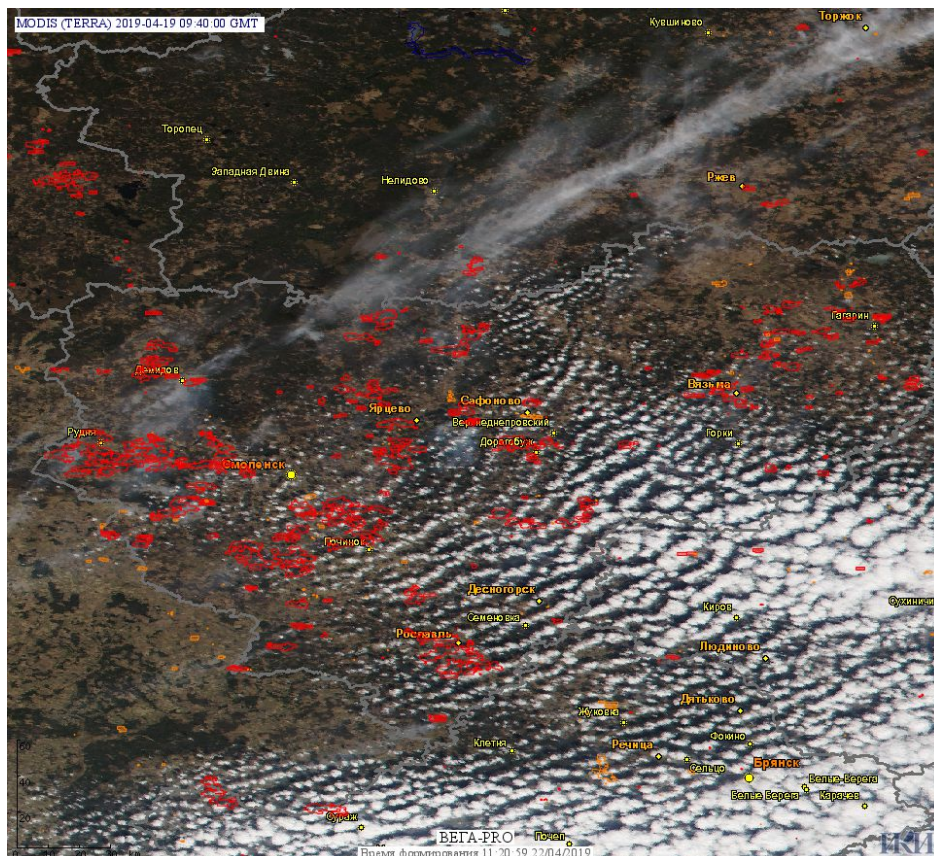 MODIS (TERRA) 2019-04-19 09:40:00 GMT
Торжок
Кувшиново
Торопец
Западная Двина
Нелидово
Ржев
Гагарин
Демидов
Вязьма
Сафоново
Ярцево
Верхнеднепровский
Рудня
Дорогобуж
Горки
Смоленск
Починок
Десногорск
Сухиничи
Киров
Семеновка
Рославль
Людиново
Дятьково
Жуковка
Фокино
Клетня
Речица
60
Сельцо
Брянск
40
Белые-Берега
Белые Берега
Карачев
20
Сураж
ВЕГА-PRO
Почеп
ИКИ
Время формирования 11:20:59 22/04/2019